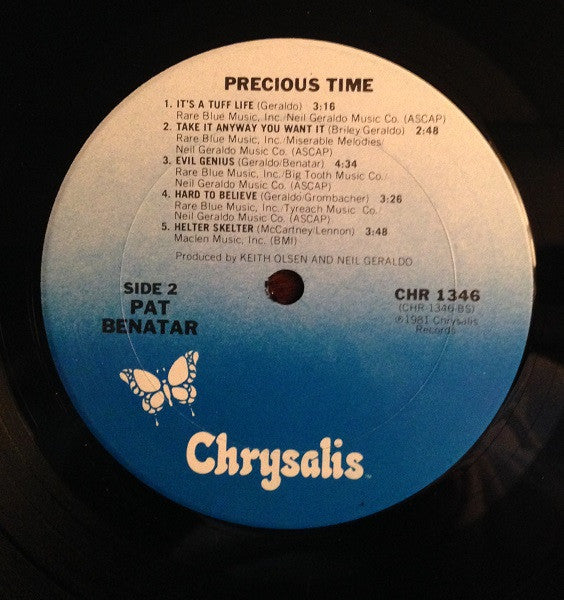 PRECIOUS TIME
1. IT'S A TUFF LIFE (Geraldo) 3:16
Rare Blue Music, Inc./Neil Geraldo Music Co. (ASCAP)
2. TAKE IT ANYWAY YOU WANT IT (Briley/Geraldo) 2:48
Rare Blue Music, Inc./Miserable Melodies/
Neil Geraldo Music Co. (ASCAP)
3. EVIL GENIUS (Geraldo/Benatar) 4:34
Rare Blue Music, Inc./Big Tooth Music Co./
Neil Geraldo Music Co. (ASCAP)
4. HARD TO BELIEVE (Geraldo/Grombacher) 3:26
Rare Blue Music, Inc./Tyreach Music Co./
Neil Geraldo Music Co. (ASCAP)
5. HELTER SKELTER (McCartney/Lennon) 3:48
Maclen Music, Inc. (BMI)
Produced by KEITH OLSEN AND NEIL GERALDO
SIDE 2
PAT
BENATAR
CHR 1346
(CHR-1346-BS)
℗1981 Chrysalis
Records
Chrysalis TM